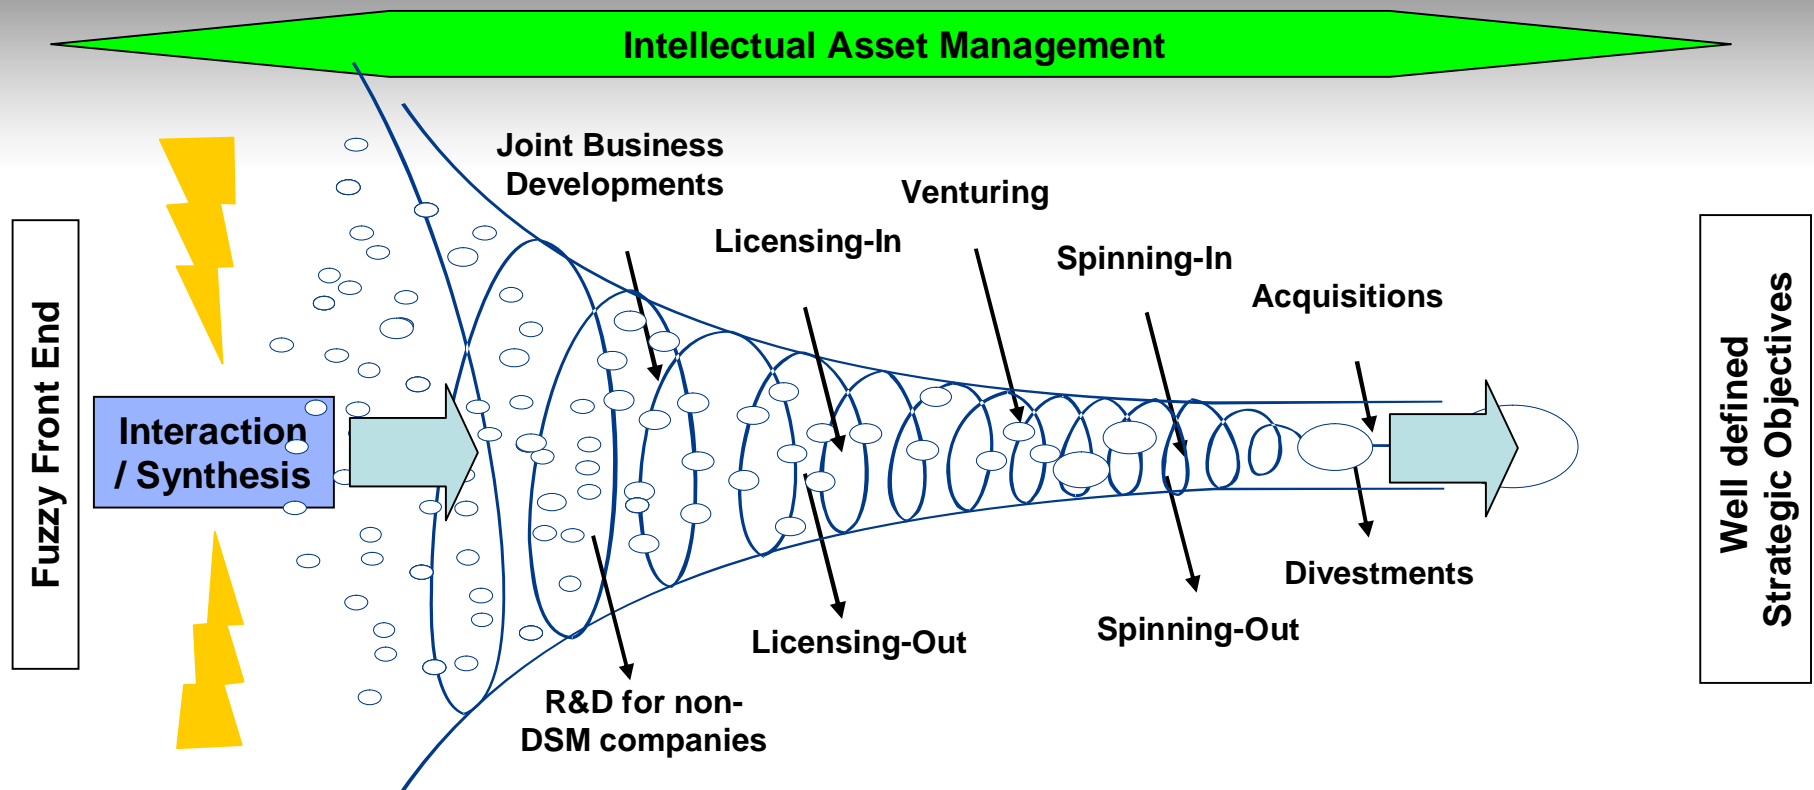 Intellectual Asset Management
Joint Business
Developments
Venturing
Licensing-In
Spinning-In
Acquisitions
Fuzzy Front End
Interaction
/ Synthesis
Well defined
Strategic Objectives
Divestments
Spinning-Out
Licensing-Out
R&D for non-
DSM companies